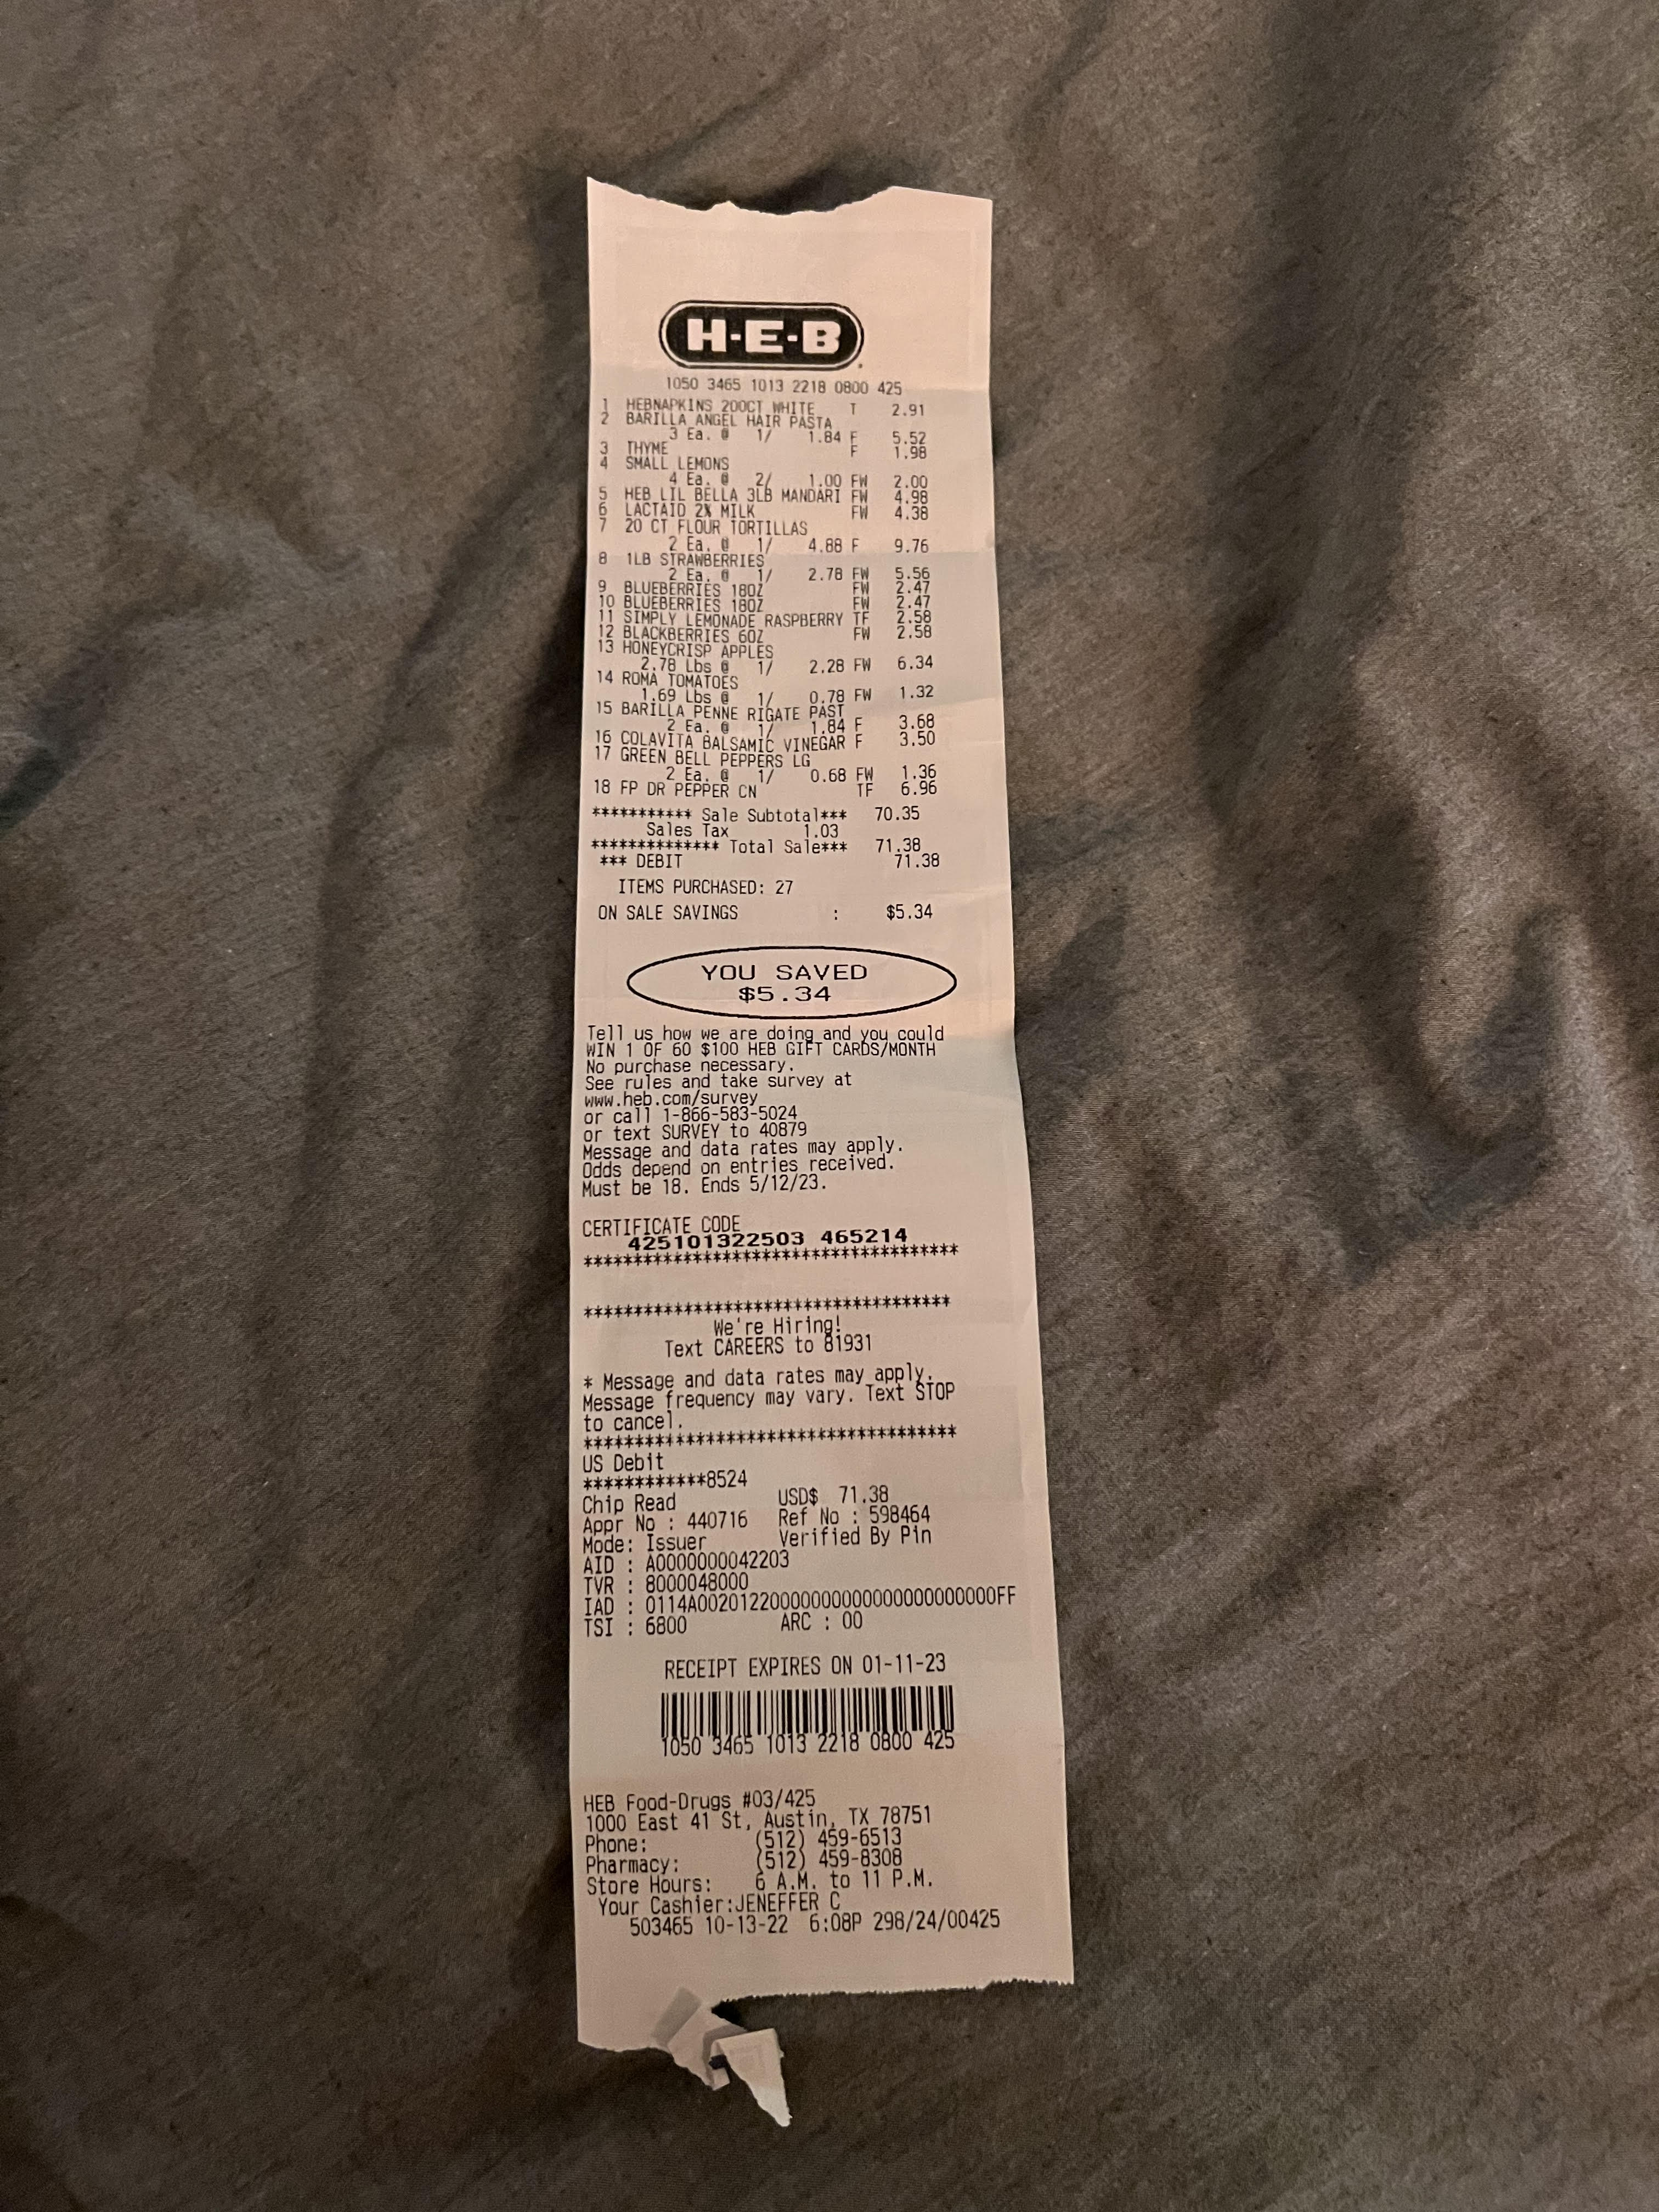 H-E-B
1050 3465 1013 2218 0800 425
1 HEBNAPKINS 200CT WHITE T 2.91
2 BARILLA ANGEL HAIR PASTA
3 Ea. @ 1/ 1.84 F 5.52
3 THYME F 1.98
4 SMALL LEMONS
4 Ea. @ 2/ 1.00 FW 2.00
5 HEB LIL BELLA 3LB MANDARI FW 4.98
6 LACTAID 2% MILK FW 4.38
7 20 CT FLOUR TORTILLAS
2 Ea. @ 1/ 4.88 F 9.76
8 1LB STRAWBERRIES
2 Ea. @ 1/ 2.78 FW 5.56
9 BLUEBERRIES 18OZ FW 2.47
10 BLUEBERRIES 18OZ FW 2.47
11 SIMPLY LEMONADE RASPBERRY TF 2.58
12 BLACKBERRIES 6OZ FW 2.58
13 HONEYCRISP APPLES
2.78 Lbs @ 1/ 2.28 FW 6.34
14 ROMA TOMATOES
1.69 Lbs @ 1/ 0.78 FW 1.32
15 BARILLA PENNE RIGATE PAST
2 Ea. @ 1/ 1.84 F 3.68
16 COLAVITA BALSAMIC VINEGAR F 3.50
17 GREEN BELL PEPPERS LG
2 Ea. @ 1/ 0.68 FW 1.36
18 FP DR PEPPER CN TF 6.96
*********** Sale Subtotal*** 70.35
Sales Tax 1.03
************** Total Sale*** 71.38
*** DEBIT 71.38
ITEMS PURCHASED: 27
ON SALE SAVINGS : $5.34
YOU SAVED
$5.34
Tell us how we are doing and you could
WIN 1 OF 60 $100 HEB GIFT CARDS/MONTH
No purchase necessary.
See rules and take survey at
www.heb.com/survey
or call 1-866-583-5024
or text SURVEY to 40879
Message and data rates may apply.
Odds depend on entries received.
Must be 18. Ends 5/12/23.
CERTIFICATE CODE
425101322503 465214
*************************************
*************************************
We're Hiring!
Text CAREERS to 81931
* Message and data rates may apply.
Message frequency may vary. Text STOP
to cancel.
*************************************
US Debit
************8524
Chip Read USD$ 71.38
Appr No : 440716 Ref No : 598464
Mode: Issuer Verified By Pin
AID : A0000000042203
TVR : 8000048000
IAD : 0114A00201220000000000000000000000FF
TSI : 6800 ARC : 00
RECEIPT EXPIRES ON 01-11-23
1050 3465 1013 2218 0800 425
HEB Food-Drugs #03/425
1000 East 41 St, Austin, TX 78751
Phone: (512) 459-6513
Pharmacy: (512) 459-8308
Store Hours: 6 A.M. to 11 P.M.
Your Cashier:JENEFFER C
503465 10-13-22 6:08P 298/24/00425